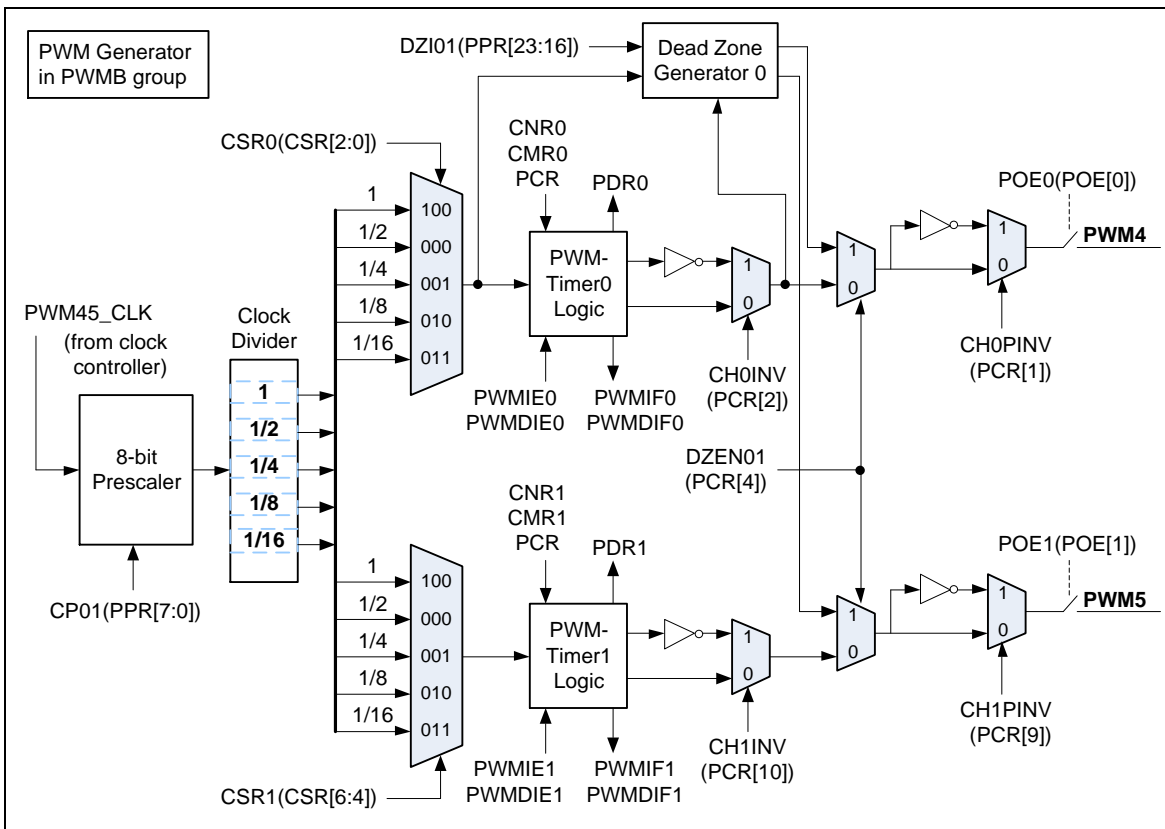 PWM Generator
in PWMB group
DZI01(PPR[23:16])
Dead Zone
Generator 0
CSR0(CSR[2:0])
CNR0
CMR0
PCR
PDR0
POE0(POE[0])
1
1/2
1/4
1/8
1/16
100
000
001
010
011
PWM-
Timer0
Logic
1
0
1
0
1
0
PWM4
PWM45_CLK
(from clock
controller)
Clock
Divider
PWMIE0
PWMDIE0
PWMIF0
PWMDIF0
CH0INV
(PCR[2])
CH0PINV
(PCR[1])
8-bit
Prescaler
1
1/2
1/4
1/8
1/16
DZEN01
(PCR[4])
CP01(PPR[7:0])
CNR1
CMR1
PCR
PDR1
POE1(POE[1])
1
1/2
1/4
1/8
1/16
100
000
001
010
011
PWM-
Timer1
Logic
1
0
1
0
1
0
PWM5
CSR1(CSR[6:4])
PWMIE1
PWMDIE1
PWMIF1
PWMDIF1
CH1INV
(PCR[10])
CH1PINV
(PCR[9])